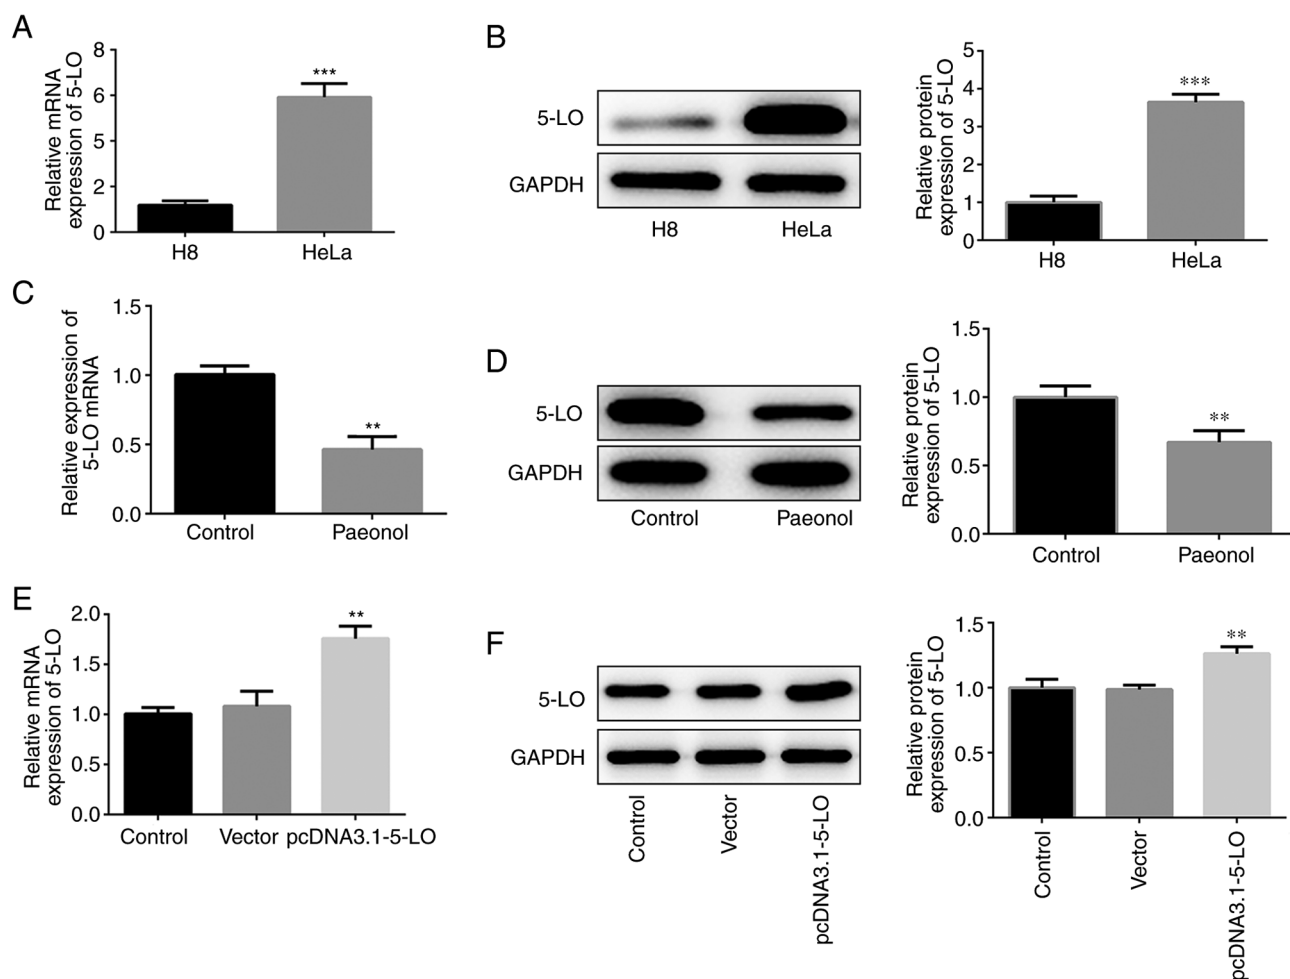 A
Relative mRNA
expression of 5-LO
8
6
5
2
0
***
H8
HeLa
B
5-LO
GAPDH
H8
HeLa
Relative protein
expression of 5-LO
5
4
3
2
1
0
***
H8
HeLa
C
Relative expression of
5-LO mRNA
1.5
1.0
0.5
0.0
**
Control
Paeonol
D
5-LO
GAPDH
Control
Paeonol
Relative protein
expression of 5-LO
1.5
1.0
0.5
0.0
**
Control
Paeonol
E
Relative mRNA
expression of 5-LO
2.0
1.5
1.0
0.5
0.0
**
Control
Vector
pcDNA3.1-5-LO
F
5-LO
GAPDH
Control
Vector
pcDNA3.1-5-LO
Relative protein
expression of 5-LO
1.5
1.0
0.5
0.0
**
Control
Vector
pcDNA3.1-5-LO